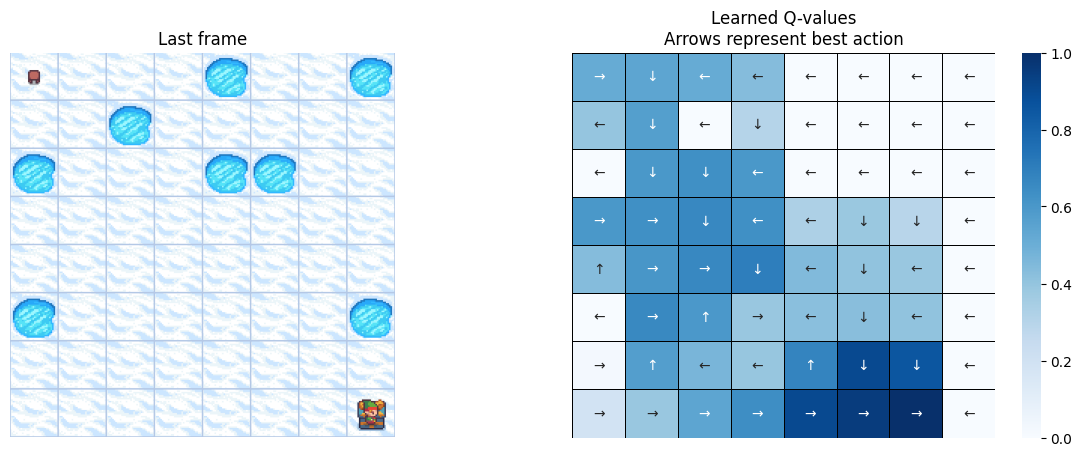 Last frame
Learned Q-values
Arrows represent best action
→ ↓ ← ← ← ← ← ←
← ↓ ← ↓ ← ← ← ←
← ↓ ↓ ← ← ← ← ←
→ → ↓ ← ← ↓ ↓ ←
↑ → → ↓ ← ↓ ← ←
← → ↑ → ← ↓ ← ←
→ ↑ ← ← ↑ ↓ ↓ ←
→ → → → → → → ←
1.0
0.8
0.6
0.4
0.2
0.0